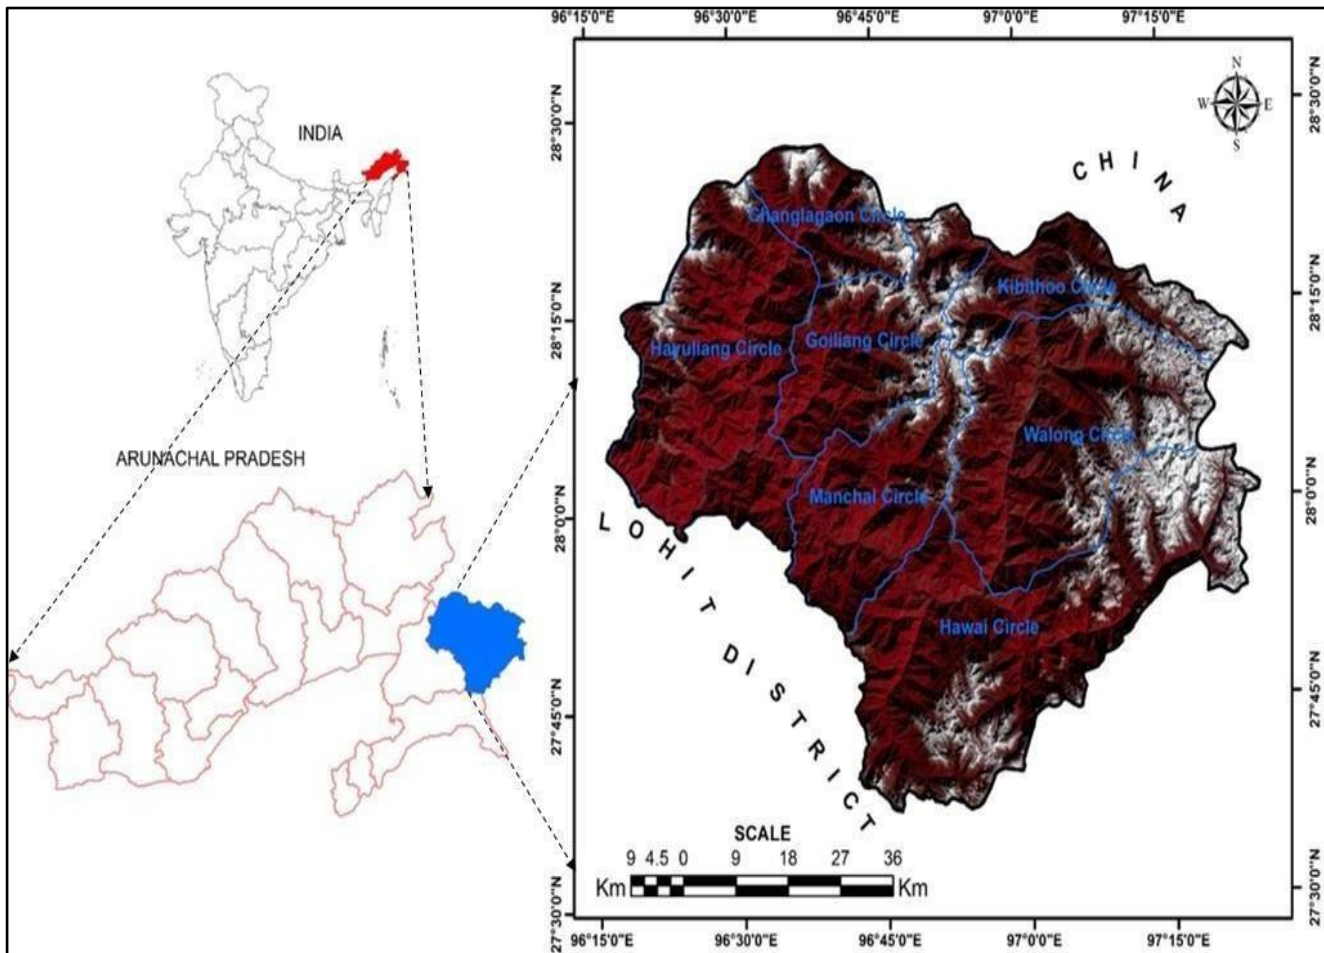 INDIA
ARUNACHAL PRADESH
96°15'0"E 96°30'0"E 96°45'0"E 97°0'0"E 97°15'0"E
28°30'0"N
28°15'0"N
28°0'0"N
27°45'0"N
27°30'0"N
N
W E
S
CHINA
Changlagaon Circle
Kibithoo Circle
Hayuliang Circle
Goiliang Circle
Walong Circle
Manchal Circle
Hawai Circle
LOHIT DISTRICT
SCALE
9 4.5 0 9 18 27 36
Km Km
28°30'0"N
28°15'0"N
28°0'0"N
27°45'0"N
27°30'0"N
96°15'0"E 96°30'0"E 96°45'0"E 97°0'0"E 97°15'0"E